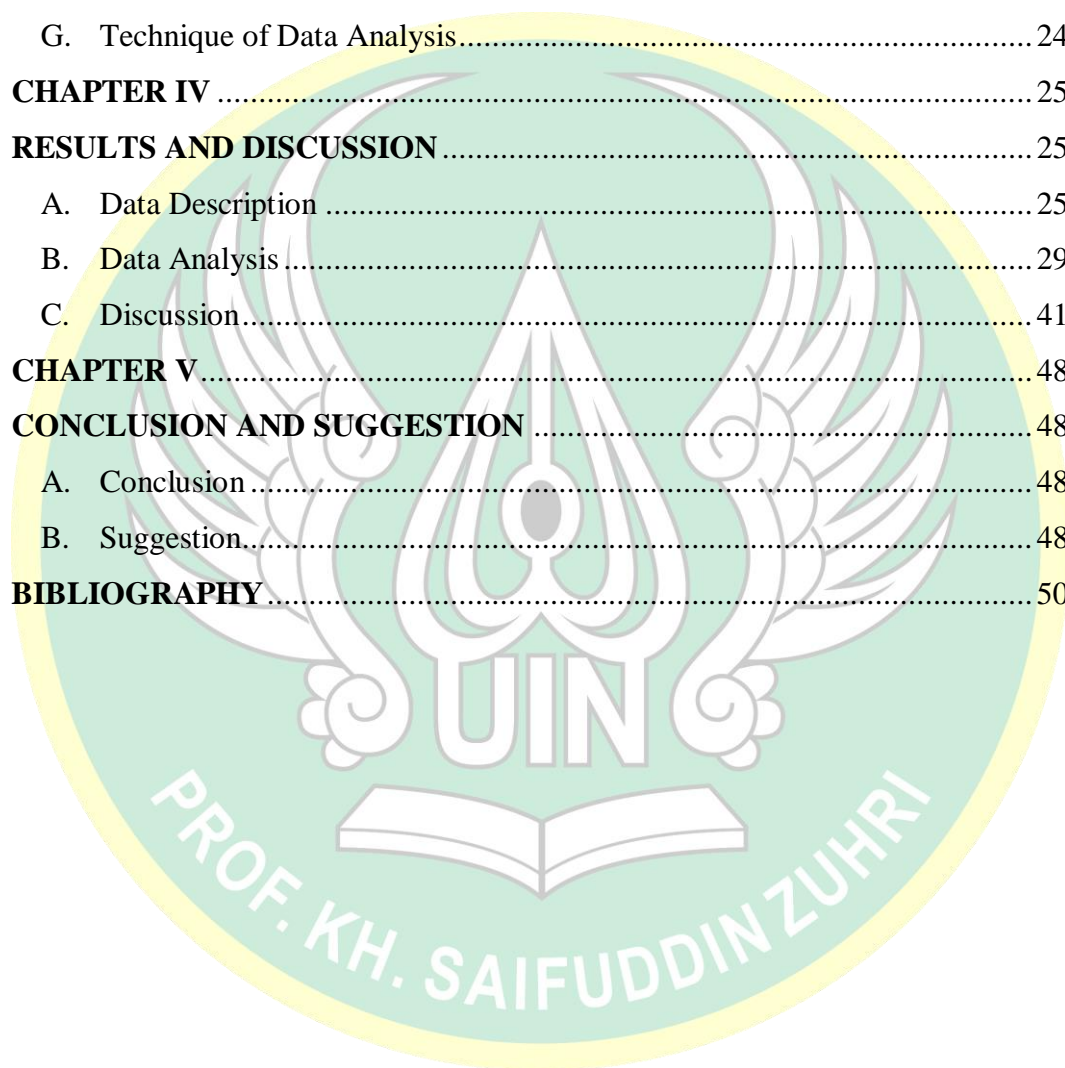 G. Technique of Data Analysis........................................................................................ 24
CHAPTER IV ........................................................................................................... 25
RESULTS AND DISCUSSION .............................................................................. 25
A. Data Description ................................................................................................ 25
B. Data Analysis ..................................................................................................... 29
C. Discussion........................................................................................................... 41
CHAPTER V............................................................................................................. 48
CONCLUSION AND SUGGESTION .................................................................... 48
A. Conclusion .......................................................................................................... 48
B. Suggestion........................................................................................................... 48
BIBLIOGRAPHY..................................................................................................... 50
UIN
PROF. KH. SAIFUDDIN ZUHRI